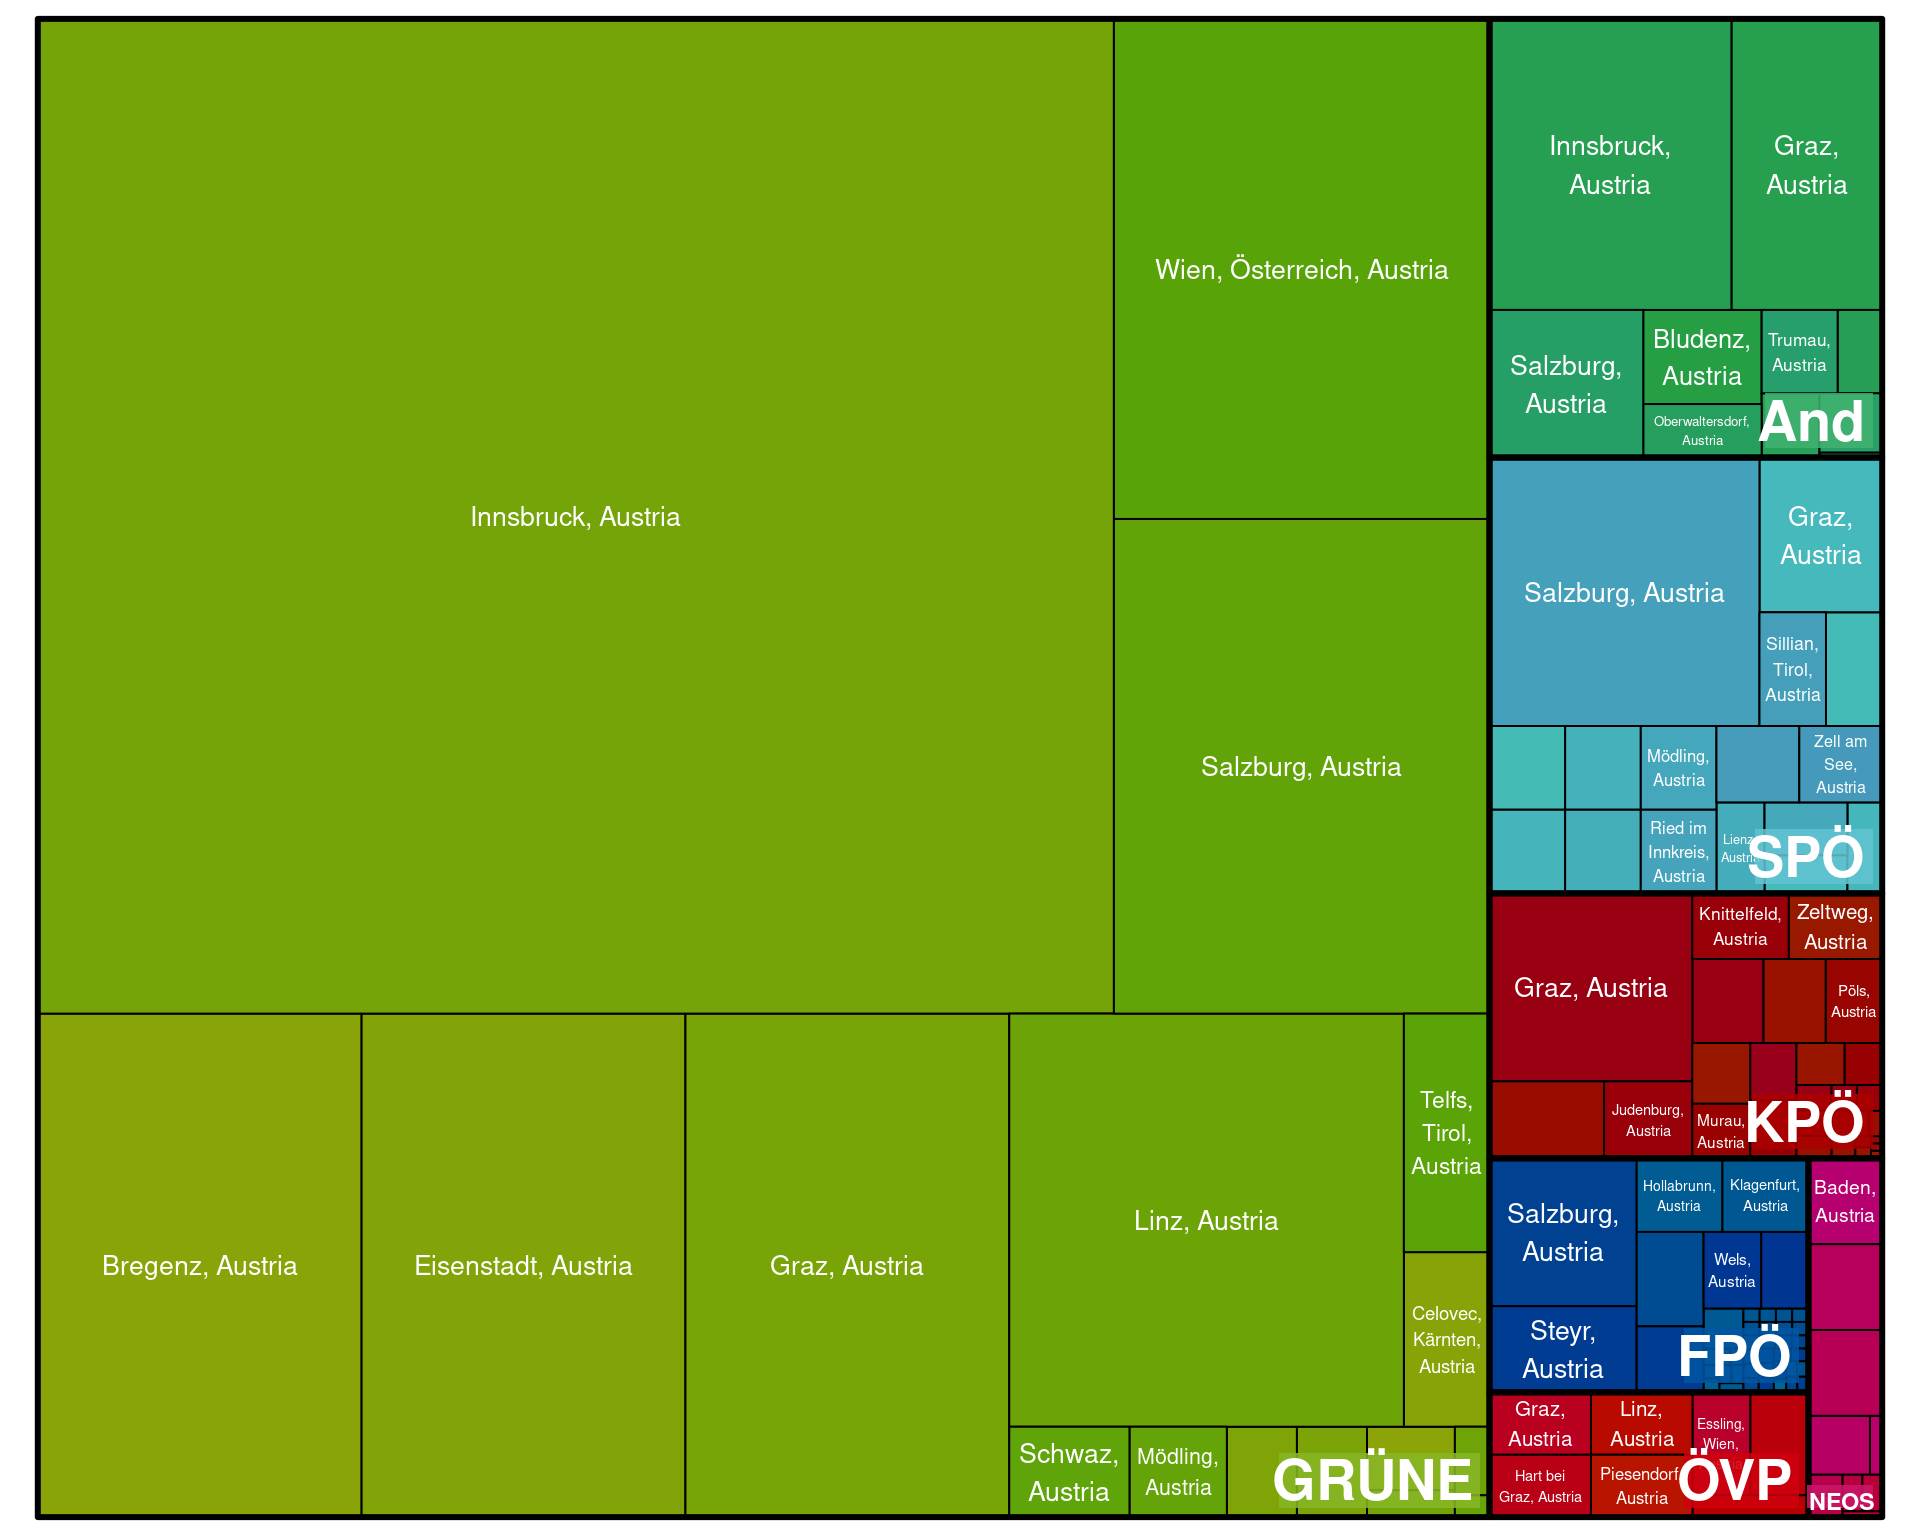 Innsbruck, Austria
Wien, Österreich, Austria
Salzburg, Austria
Bregenz, Austria
Eisenstadt, Austria
Graz, Austria
Linz, Austria
Telfs,
Tirol,
Austria
Celovec,
Kärnten,
Austria
Schwaz,
Austria
Mödling,
Austria
GRÜNE
Innsbruck,
Austria
Graz,
Austria
Salzburg,
Austria
Bludenz,
Austria
Trumau,
Austria
Oberwaltersdorf,
Austria
And
Salzburg, Austria
Graz,
Austria
Sillian,
Tirol,
Austria
Mödling,
Austria
Zell am
See,
Austria
Ried im
Innkreis,
Austria
Lienz,
Austria
SPÖ
Graz, Austria
Knittelfeld,
Austria
Zeltweg,
Austria
Pöls,
Austria
Judenburg,
Austria
Murau,
Austria
KPÖ
Salzburg,
Austria
Hollabrunn,
Austria
Klagenfurt,
Austria
Wels,
Austria
Steyr,
Austria
FPÖ
Baden,
Austria
NEOS
Graz,
Austria
Linz,
Austria
Essling,
Wien,
Hart bei
Graz, Austria
Piesendorf,
Austria
ÖVP